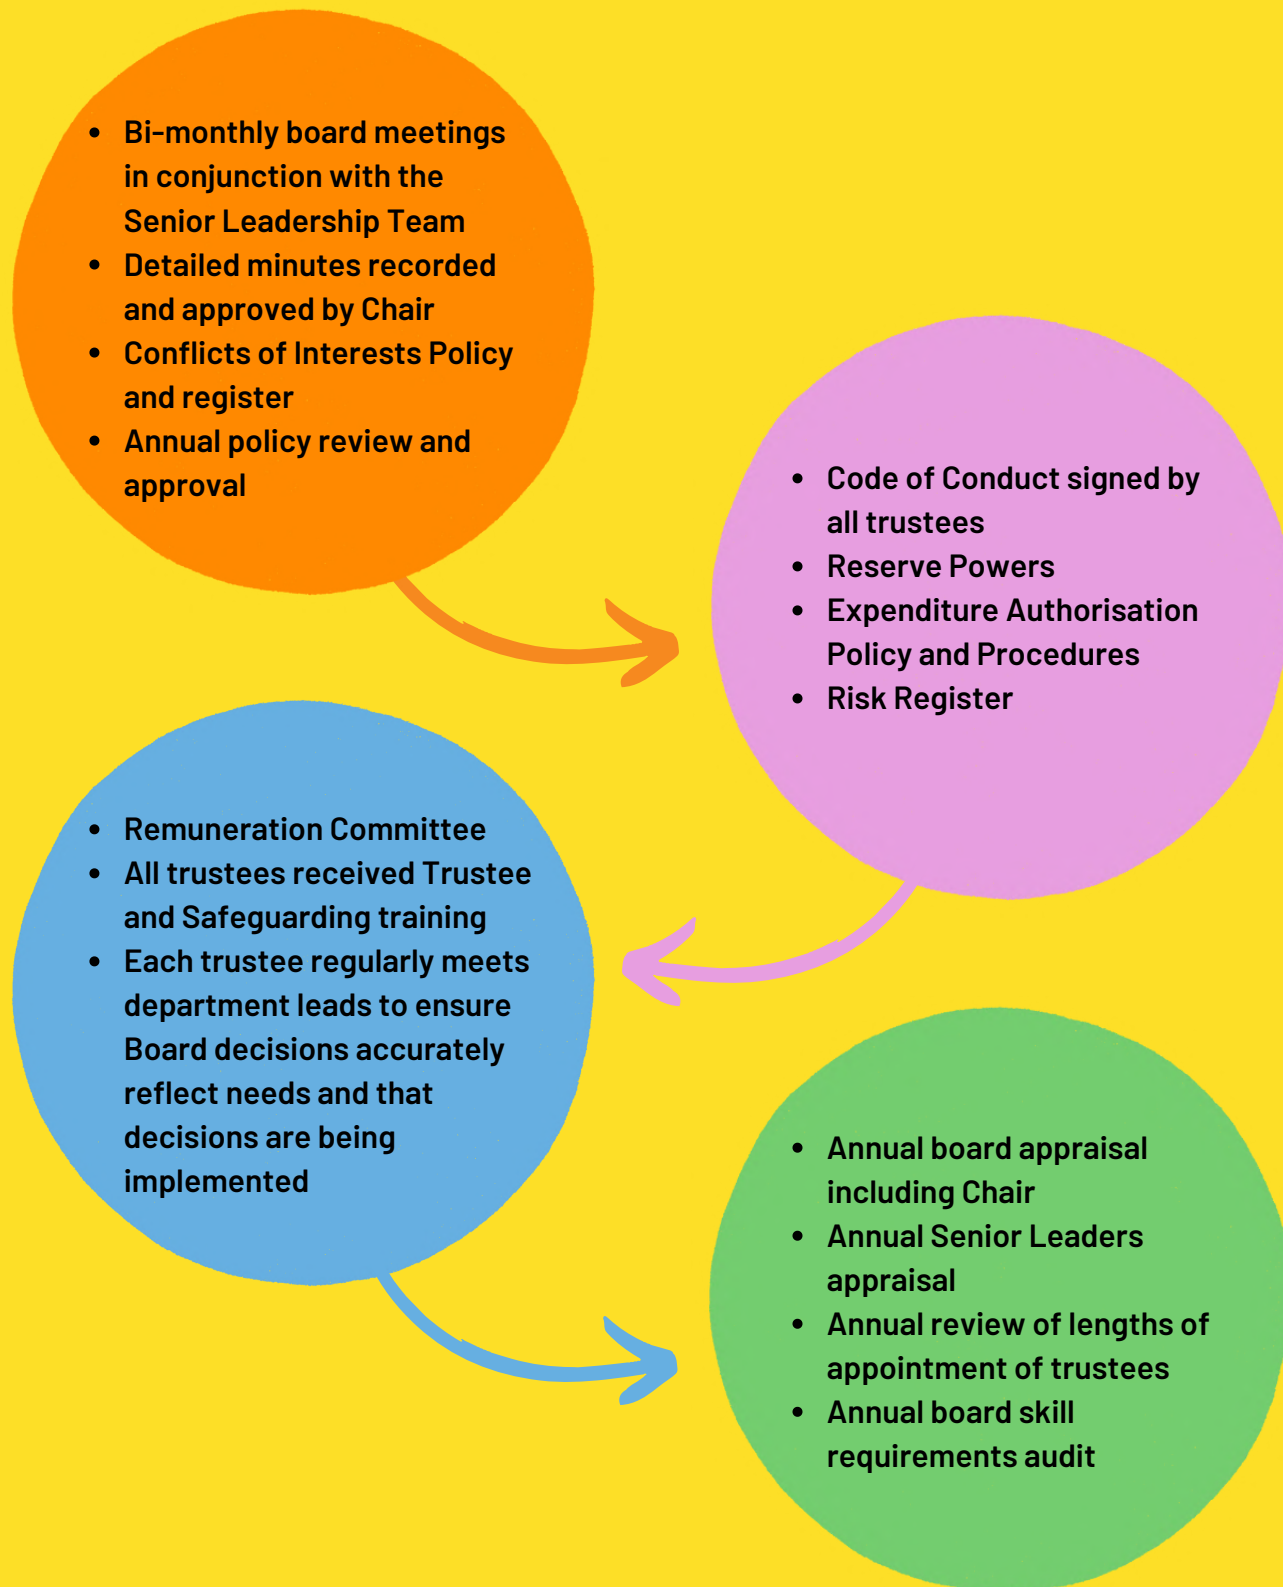 • Bi-monthly board meetings
in conjunction with the
Senior Leadership Team
• Detailed minutes recorded
and approved by Chair
• Conflicts of Interests Policy
and register
• Annual policy review and
approval
• Code of Conduct signed by
all trustees
• Reserve Powers
• Expenditure Authorisation
Policy and Procedures
• Risk Register
• Remuneration Committee
• All trustees received Trustee
and Safeguarding training
• Each trustee regularly meets
department leads to ensure
Board decisions accurately
reflect needs and that
decisions are being
implemented
• Annual board appraisal
including Chair
• Annual Senior Leaders
appraisal
• Annual review of lengths of
appointment of trustees
• Annual board skill
requirements audit